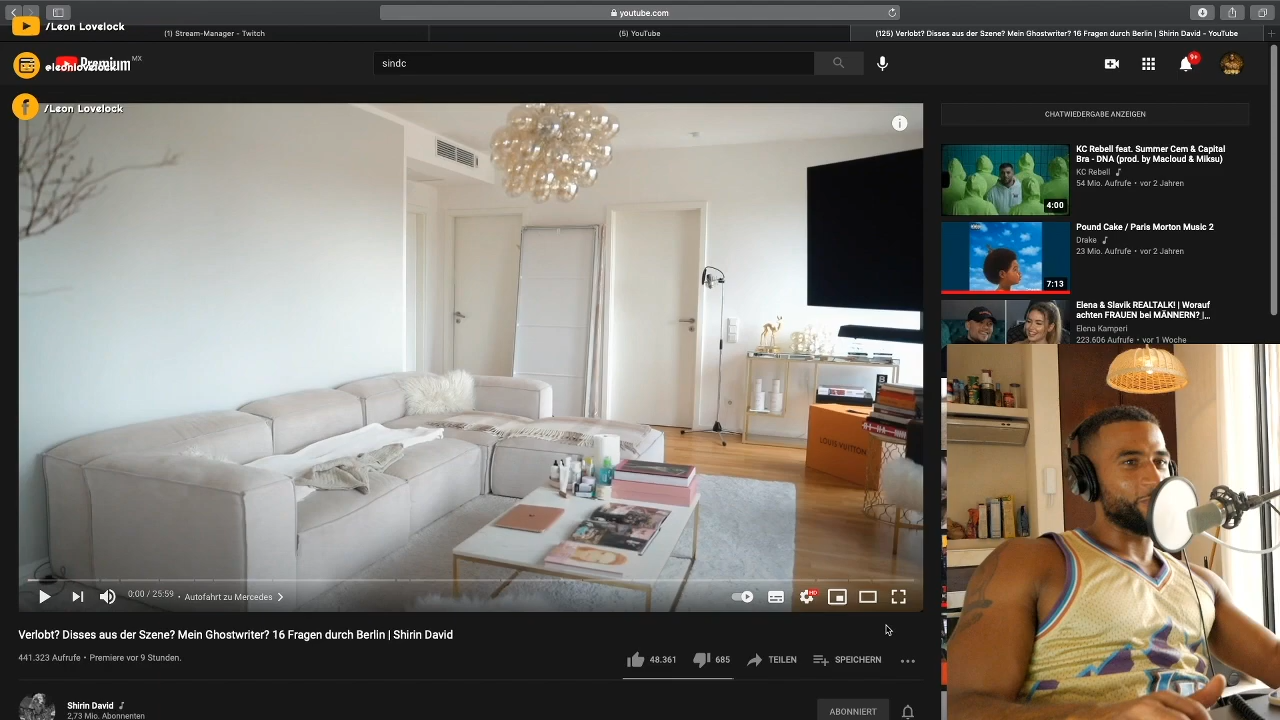 youtube.com
/Leon Lovelock
(1) Stream-Manager - Twitch
(5) YouTube
(125) Verlobt? Disses aus der Szene? Mein Ghostwriter? 16 Fragen durch Berlin | Shirin David - YouTube
Premium MX
sindc
9+
/Leon Lovelock
CHATWIEDERGABE ANZEIGEN
KC Rebell feat. Summer Cem & Capital
Bra - DNA (prod. by Macloud & Miksu)
KC Rebell
54 Mio. Aufrufe • vor 2 Jahren
4:00
Pound Cake / Paris Morton Music 2
Drake
23 Mio. Aufrufe • vor 2 Jahren
7:13
Elena & Slavik REALTALK! | Worauf
achten FRAUEN bei MÄNNERN? |...
Elena Kamperi
223.606 Aufrufe • vor 1 Woche
LOUIS VUITTON
0:00 / 25:59 • Autofahrt zu Mercedes
HD
Verlobt? Disses aus der Szene? Mein Ghostwriter? 16 Fragen durch Berlin | Shirin David
441.323 Aufrufe • Premiere vor 9 Stunden.
48.361
685
TEILEN
SPEICHERN
Shirin David
2,73 Mio. Abonnenten
ABONNIERT